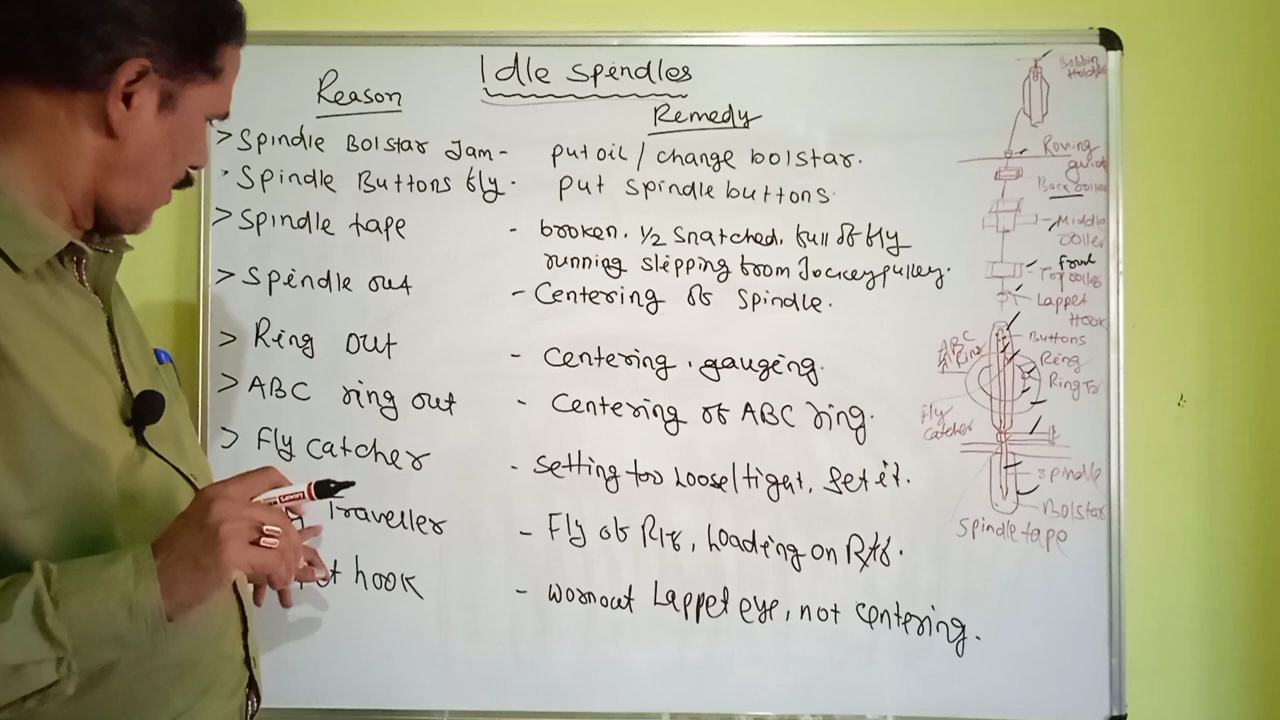 Idle spindles
Reason
Remedy
> Spindle Bolstar Jam - put oil / change bolstar.
· Spindle Buttons fly - put spindle buttons.
> Spindle tape - broken. 1/2 snatched. full of fly
running slipping from Jockeypulley.
> Spindle out - Centering of Spindle.
> Ring out - centering . gauging.
> ABC ring out - Centering of ABC ring.
> Fly catcher - setting too Loose/tight, set it.
Traveller - Fly of R/Tr, Loading on R/Tr.
hook - wornout Lappet eye, not centering.
Bobbin
Holder
Roving
guide
Back roller
Middle
roller
front
Top roller
Lappet
Hook
Buttons
ABC
Ring
Ring
Ring Tr
Fly
Catcher
Spindle
Bolstar
Spindle tape